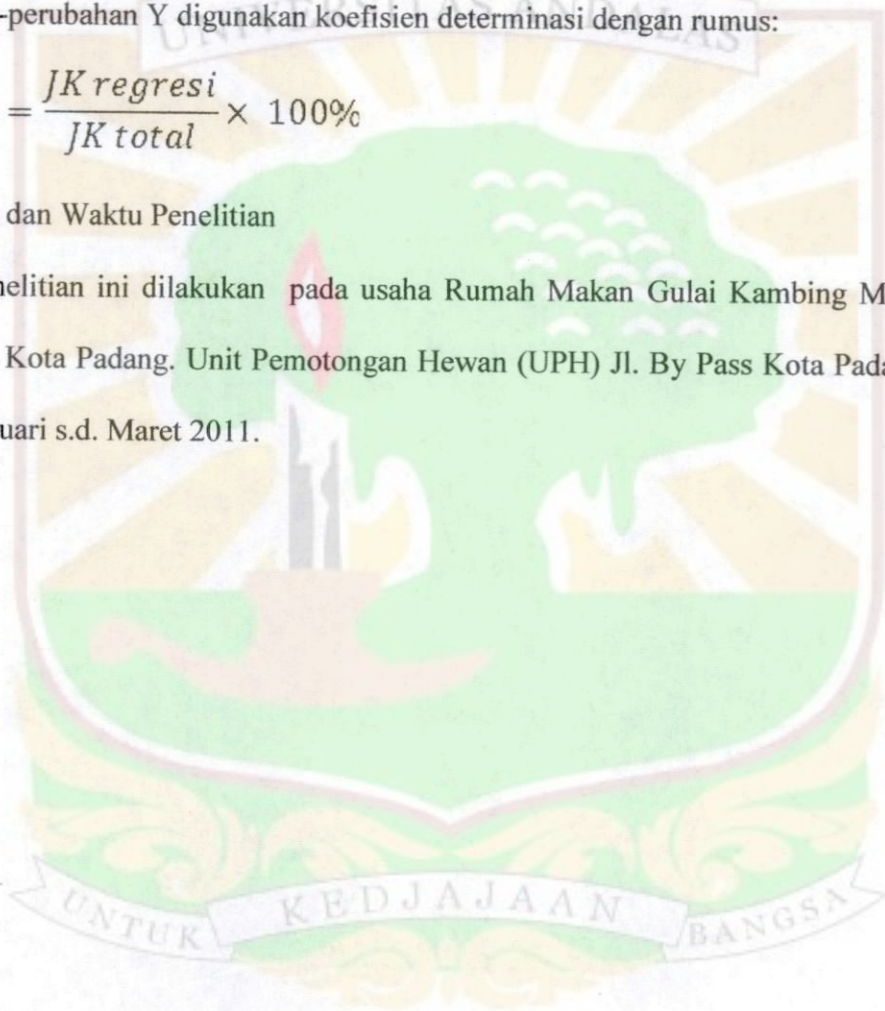 -perubahan Y digunakan koefisien determinasi dengan rumus:
UNIVERSITAS ANDALAS
= JK regresi / JK total × 100%
dan Waktu Penelitian
nelitian ini dilakukan pada usaha Rumah Makan Gulai Kambing M
Kota Padang. Unit Pemotongan Hewan (UPH) Jl. By Pass Kota Pada
uari s.d. Maret 2011.
UNTUK KEDJAJAAN BANGSA